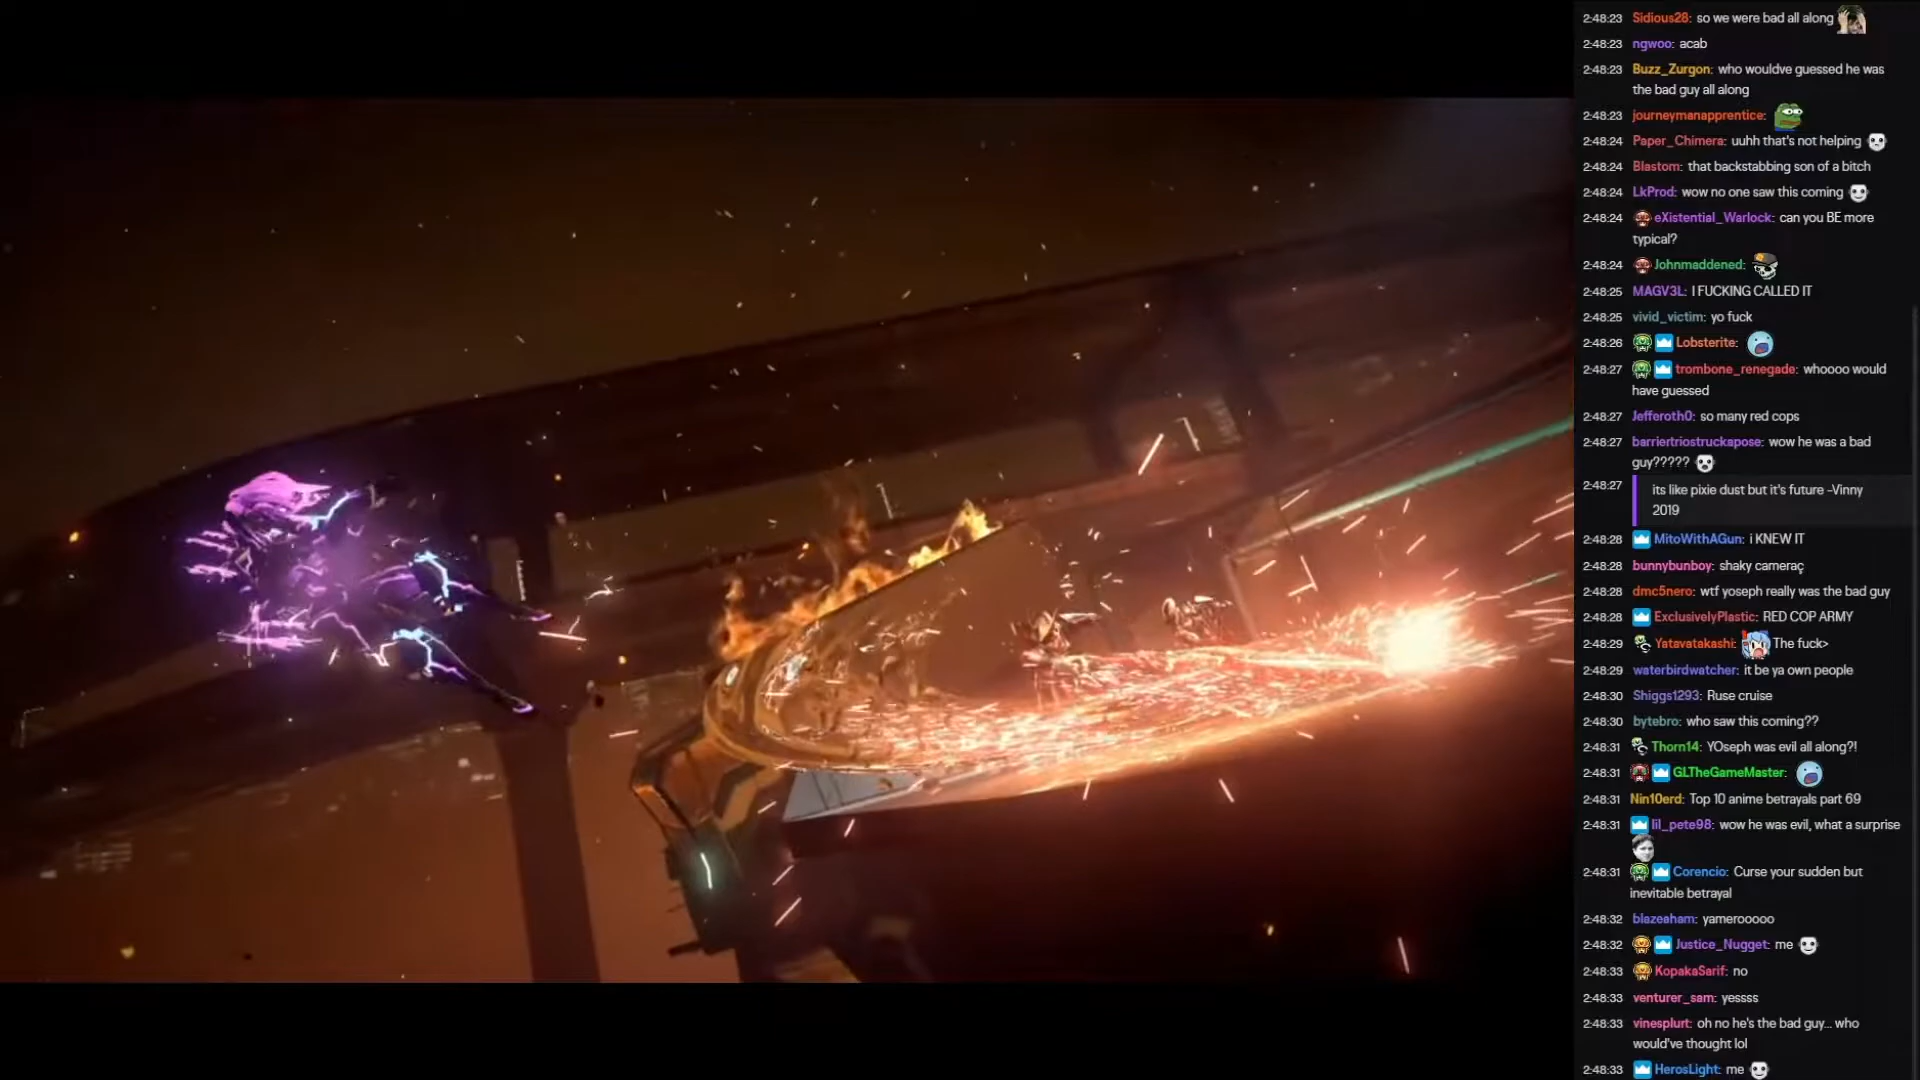 2:48:23 Sidious28: so we were bad all along
2:48:23 ngwoo: acab
2:48:23 Buzz_Zurgon: who wouldve guessed he was
the bad guy all along
2:48:23 journeymanapprentice:
2:48:24 Paper_Chimera: uuhh that's not helping
2:48:24 Blastom: that backstabbing son of a bitch
2:48:24 LkProd: wow no one saw this coming
2:48:24 eXistential_Warlock: can you BE more
typical?
2:48:24 Johnmaddened:
2:48:25 MAGV3L: I FUCKING CALLED IT
2:48:25 vivid_victim: yo fuck
2:48:26 Lobsterite:
2:48:27 trombone_renegade: whoooo would
have guessed
2:48:27 Jefferoth0: so many red cops
2:48:27 barriertriostruckapose: wow he was a bad
guy?????
2:48:27 its like pixie dust but it's future -Vinny
2019
2:48:28 MitoWithAGun: i KNEW IT
2:48:28 bunnybunboy: shaky cameraç
2:48:28 dmc5nero: wtf yoseph really was the bad guy
2:48:28 ExclusivelyPlastic: RED COP ARMY
2:48:29 Yatavatakashi: The fuck>
2:48:29 waterbirdwatcher: it be ya own people
2:48:30 Shiggs1293: Ruse cruise
2:48:30 bytebro: who saw this coming??
2:48:31 Thorn14: YOseph was evil all along?!
2:48:31 GLTheGameMaster:
2:48:31 Nin10erd: Top 10 anime betrayals part 69
2:48:31 lil_pete98: wow he was evil, what a surprise
2:48:31 Corencio: Curse your sudden but
inevitable betrayal
2:48:32 blazeaham: yamerooooo
2:48:32 Justice_Nugget: me
2:48:33 KopakaSarif: no
2:48:33 venturer_sam: yessss
2:48:33 vinesplurt: oh no he's the bad guy... who
would've thought lol
2:48:33 HerosLight: me